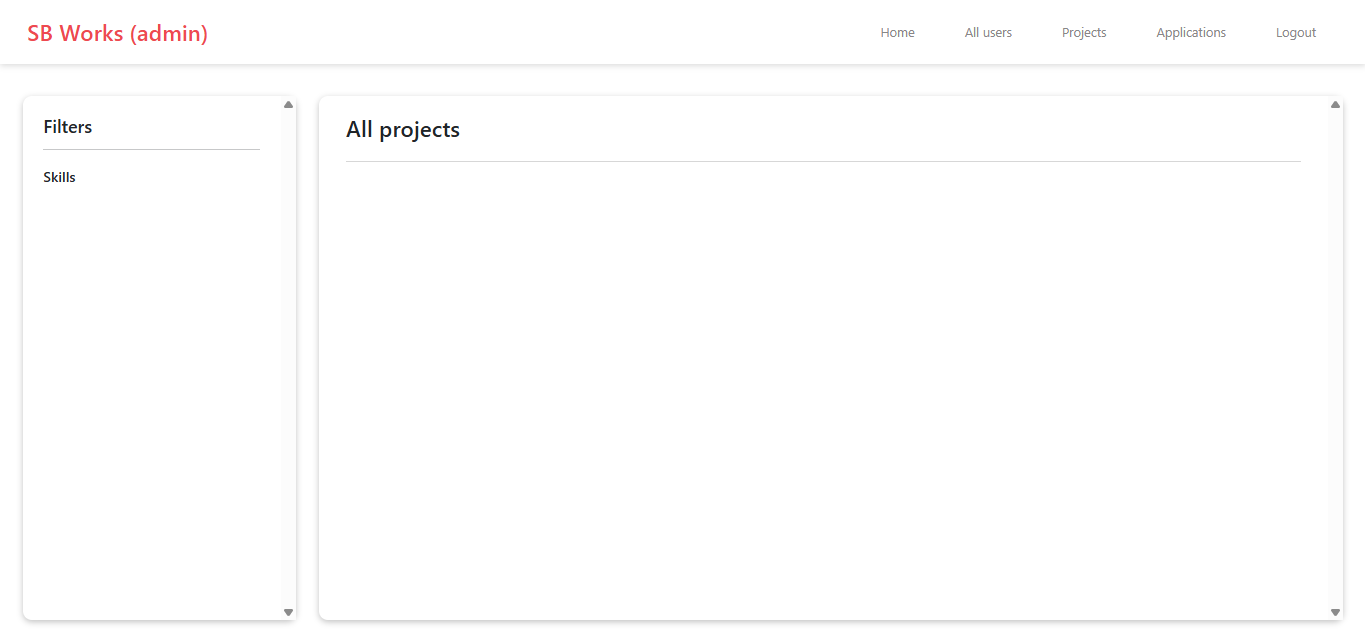 SB Works (admin)
Home
All users
Projects
Applications
Logout
Filters
Skills
All projects